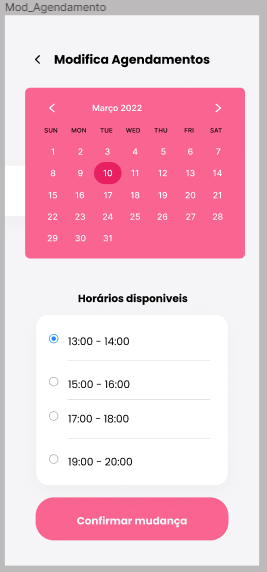 Mod_Agendamento
Modifica Agendamentos
Março 2022
SUN MON TUE WED THU FRI SAT
1 2 3 4 5 6 7
8 9 10 11 12 13 14
15 16 17 18 19 20 21
22 23 24 25 26 27 28
29 30 31
Horários disponiveis
13:00 - 14:00
15:00 - 16:00
17:00 - 18:00
19:00 - 20:00
Confirmar mudança